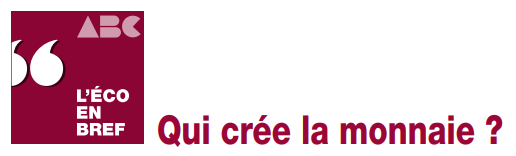 ABC
L'ÉCO
EN
BREF
Qui crée la monnaie ?